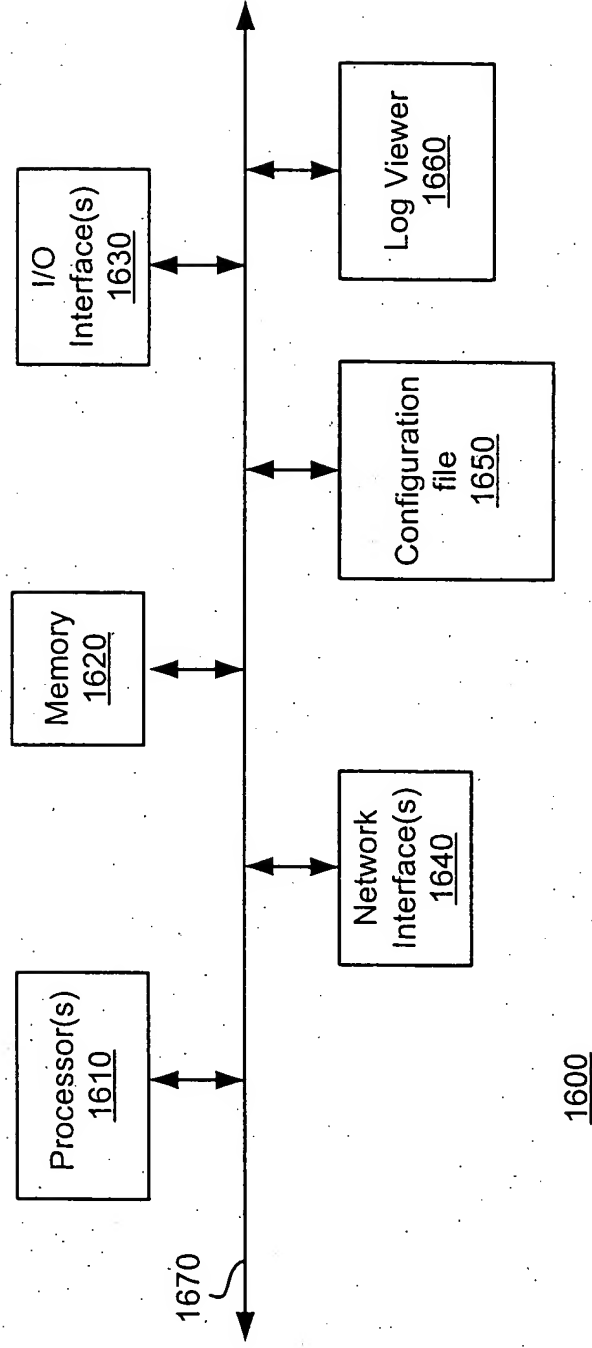 Processor(s)
1610
Memory
1620
I/O
Interface(s)
1630
1670
Network
Interface(s)
1640
Configuration
file
1650
Log Viewer
1660
1600